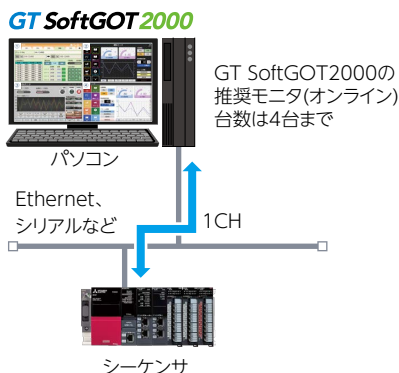 GT SoftGOT2000
GT SoftGOT2000の
推奨モニタ(オンライン)
台数は4台まで
パソコン
Ethernet、
シリアルなど
1CH
シーケンサ